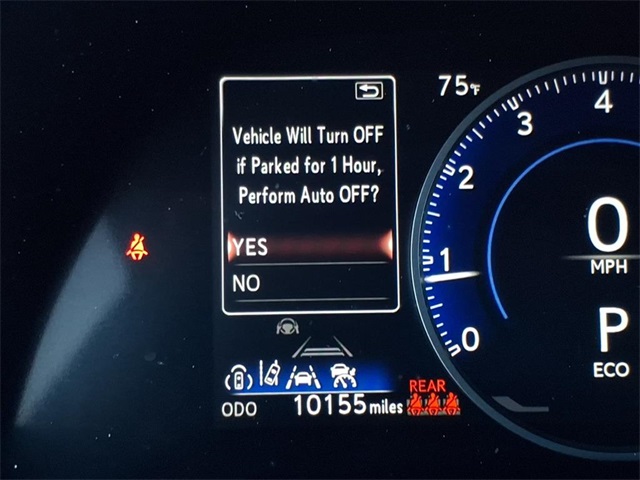 75°F
Vehicle Will Turn OFF
if Parked for 1 Hour,
Perform Auto OFF?
YES
NO
4
3
2
1
0
0
MPH
P
ECO
REAR
ODO 10155 miles